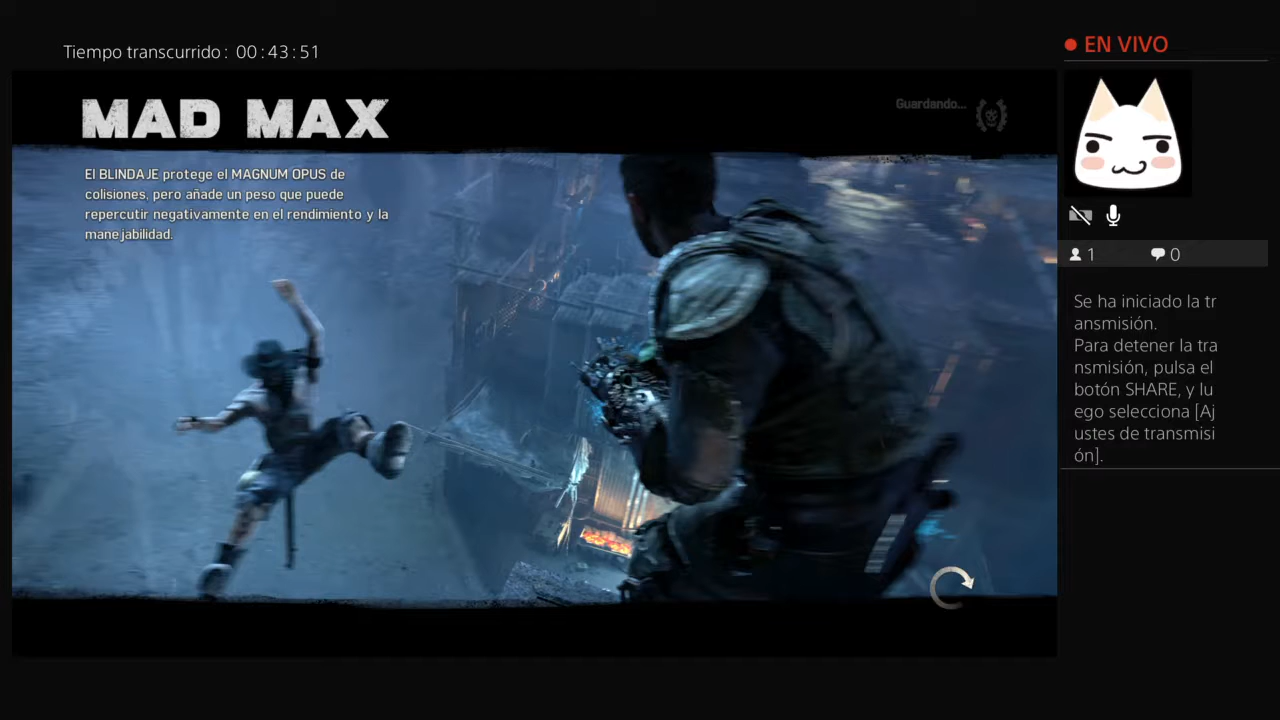 Tiempo transcurrido: 00:43:51
EN VIVO
MAD MAX
Guardando...
El BLINDAJE protege el MAGNUM OPUS de
colisiones, pero añade un peso que puede
repercutir negativamente en el rendimiento y la
manejabilidad.
1
0
Se ha iniciado la tr
ansmisión.
Para detener la tra
nsmisión, pulsa el
botón SHARE, y lu
ego selecciona [Aj
ustes de transmisi
ón].